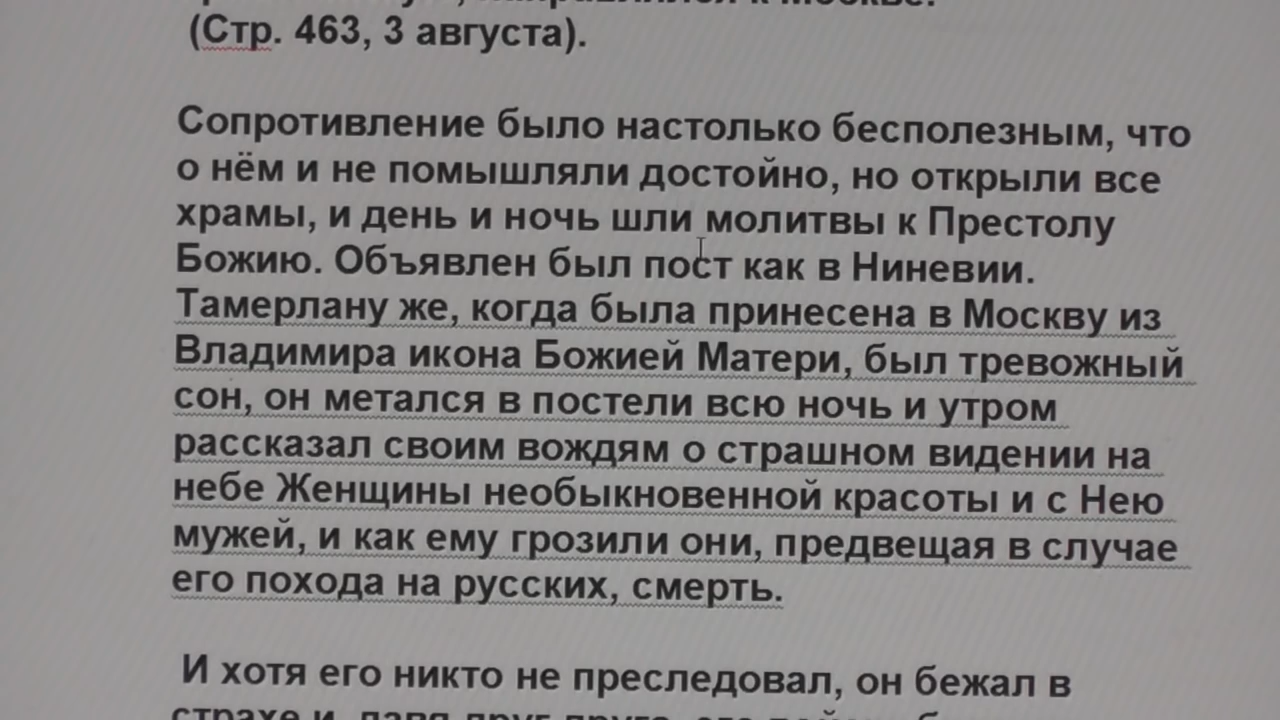 (Стр. 463, 3 августа).
Сопротивление было настолько бесполезным, что
о нём и не помышляли достойно, но открыли все
храмы, и день и ночь шли молитвы к Престолу
Божию. Объявлен был пост как в Ниневии.
Тамерлану же, когда была принесена в Москву из
Владимира икона Божией Матери, был тревожный
сон, он метался в постели всю ночь и утром
рассказал своим вождям о страшном видении на
небе Женщины необыкновенной красоты и с Нею
мужей, и как ему грозили они, предвещая в случае
его похода на русских, смерть.
И хотя его никто не преследовал, он бежал в